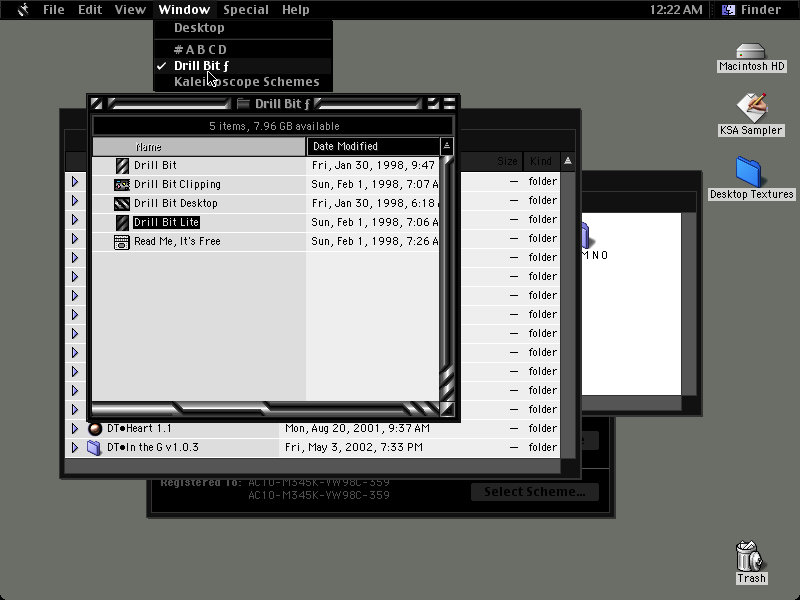 File Edit View Window Special Help 12:22 AM Finder
Desktop
# A B C D
✓ Drill Bit ƒ
Kaleidoscope Schemes
Macintosh HD
KSA Sampler
Desktop Textures
Trash
Drill Bit ƒ
5 items, 7.96 GB available
Name Date Modified
Drill Bit Fri, Jan 30, 1998, 9:47
Drill Bit Clipping Sun, Feb 1, 1998, 7:07 A
Drill Bit Desktop Fri, Jan 30, 1998, 6:18
Drill Bit Lite Sun, Feb 1, 1998, 7:06 A
Read Me, It's Free Sun, Feb 1, 1998, 7:26 A
Size Kind
— folder
— folder
— folder
— folder
— folder
— folder
— folder
— folder
— folder
— folder
— folder
— folder
— folder
DT•Heart 1.1 Mon, Aug 20, 2001, 9:37 AM — folder
DT•In the G v1.0.3 Fri, May 3, 2002, 7:33 PM — folder
M N O
Registered To: AC10-M345K-VW98C-359
AC10-M345K-VW98C-359
Select Scheme...